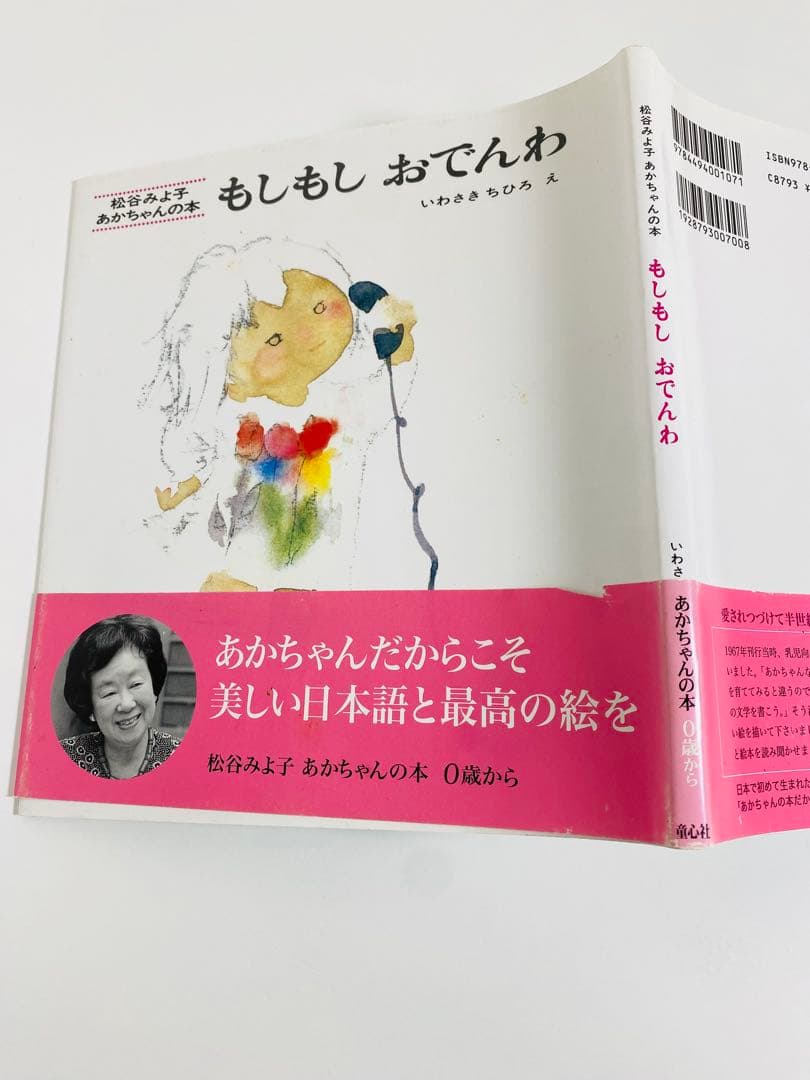 松谷みよ子
あかちゃんの本
もしもし おでんわ
いわさき ちひろ え
あかちゃんだからこそ
美しい日本語と最高の絵を
松谷みよ子 あかちゃんの本 0歳から
松谷みよ子 あかちゃんの本
もしもし おでんわ
いわさ
あかちゃんの本 0歳から
童心社
9784494001071
1928793007008
ISBN978-
C8793 ¥
愛されつづけて半世紀
1967年刊行当時、乳児向
いました。「あかちゃんな
を育ててみると違うので
の文学を書こう。」そう
い絵を描いて下さいまし
と絵本を読み聞かせま
日本で初めて生まれた
「あかちゃんの本だか